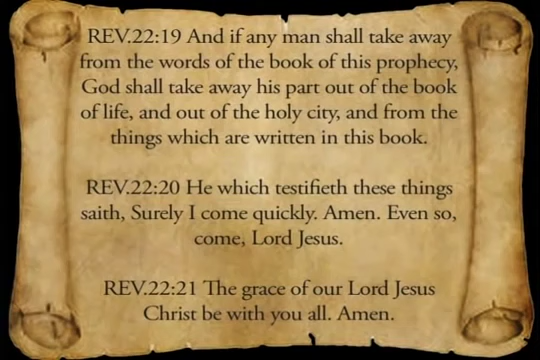 REV.22:19 And if any man shall take away
from the words of the book of this prophecy,
God shall take away his part out of the book
of life, and out of the holy city, and from the
things which are written in this book.
REV.22:20 He which testifieth these things
saith, Surely I come quickly. Amen. Even so,
come, Lord Jesus.
REV.22:21 The grace of our Lord Jesus
Christ be with you all. Amen.